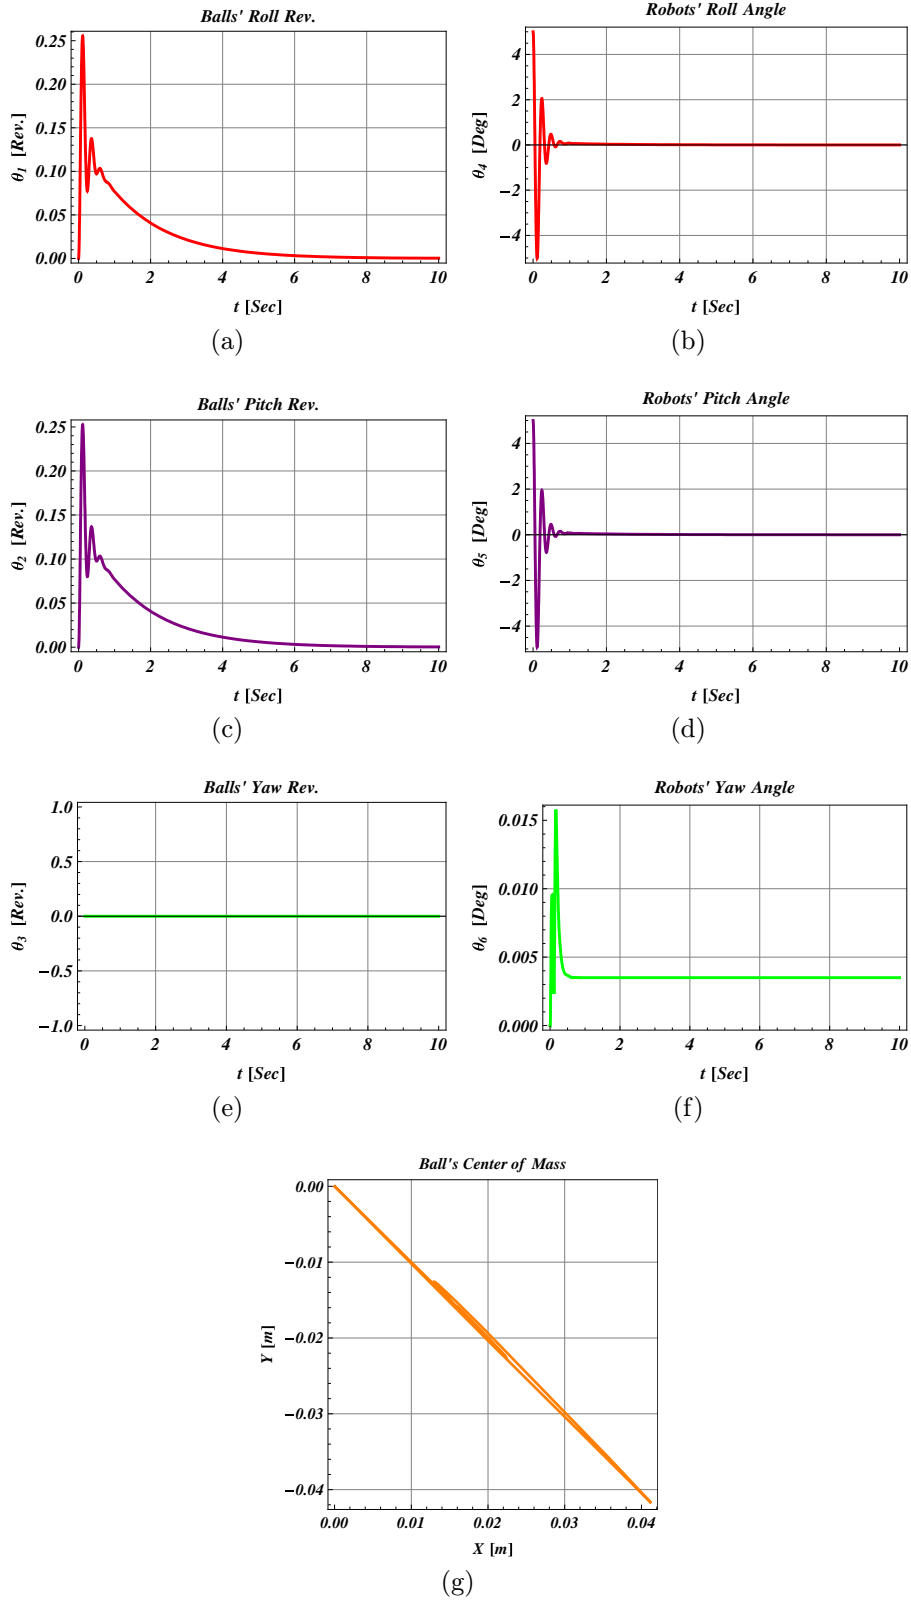 Balls' Roll Rev.
0.25
0.20
0.15
0.10
0.05
0.00
θ1 [Rev.]
0 2 4 6 8 10
t [Sec]
(a)
Robots' Roll Angle
4
2
0
−2
−4
θ4 [Deg]
0 2 4 6 8 10
t [Sec]
(b)
Balls' Pitch Rev.
0.25
0.20
0.15
0.10
0.05
0.00
θ2 [Rev.]
0 2 4 6 8 10
t [Sec]
(c)
Robots' Pitch Angle
4
2
0
−2
−4
θ5 [Deg]
0 2 4 6 8 10
t [Sec]
(d)
Balls' Yaw Rev.
1.0
0.5
0.0
−0.5
−1.0
θ3 [Rev.]
0 2 4 6 8 10
t [Sec]
(e)
Robots' Yaw Angle
0.015
0.010
0.005
0.000
θ6 [Deg]
0 2 4 6 8 10
t [Sec]
(f)
Ball's Center of Mass
0.00
−0.01
−0.02
−0.03
−0.04
Y [m]
0.00 0.01 0.02 0.03 0.04
X [m]
(g)